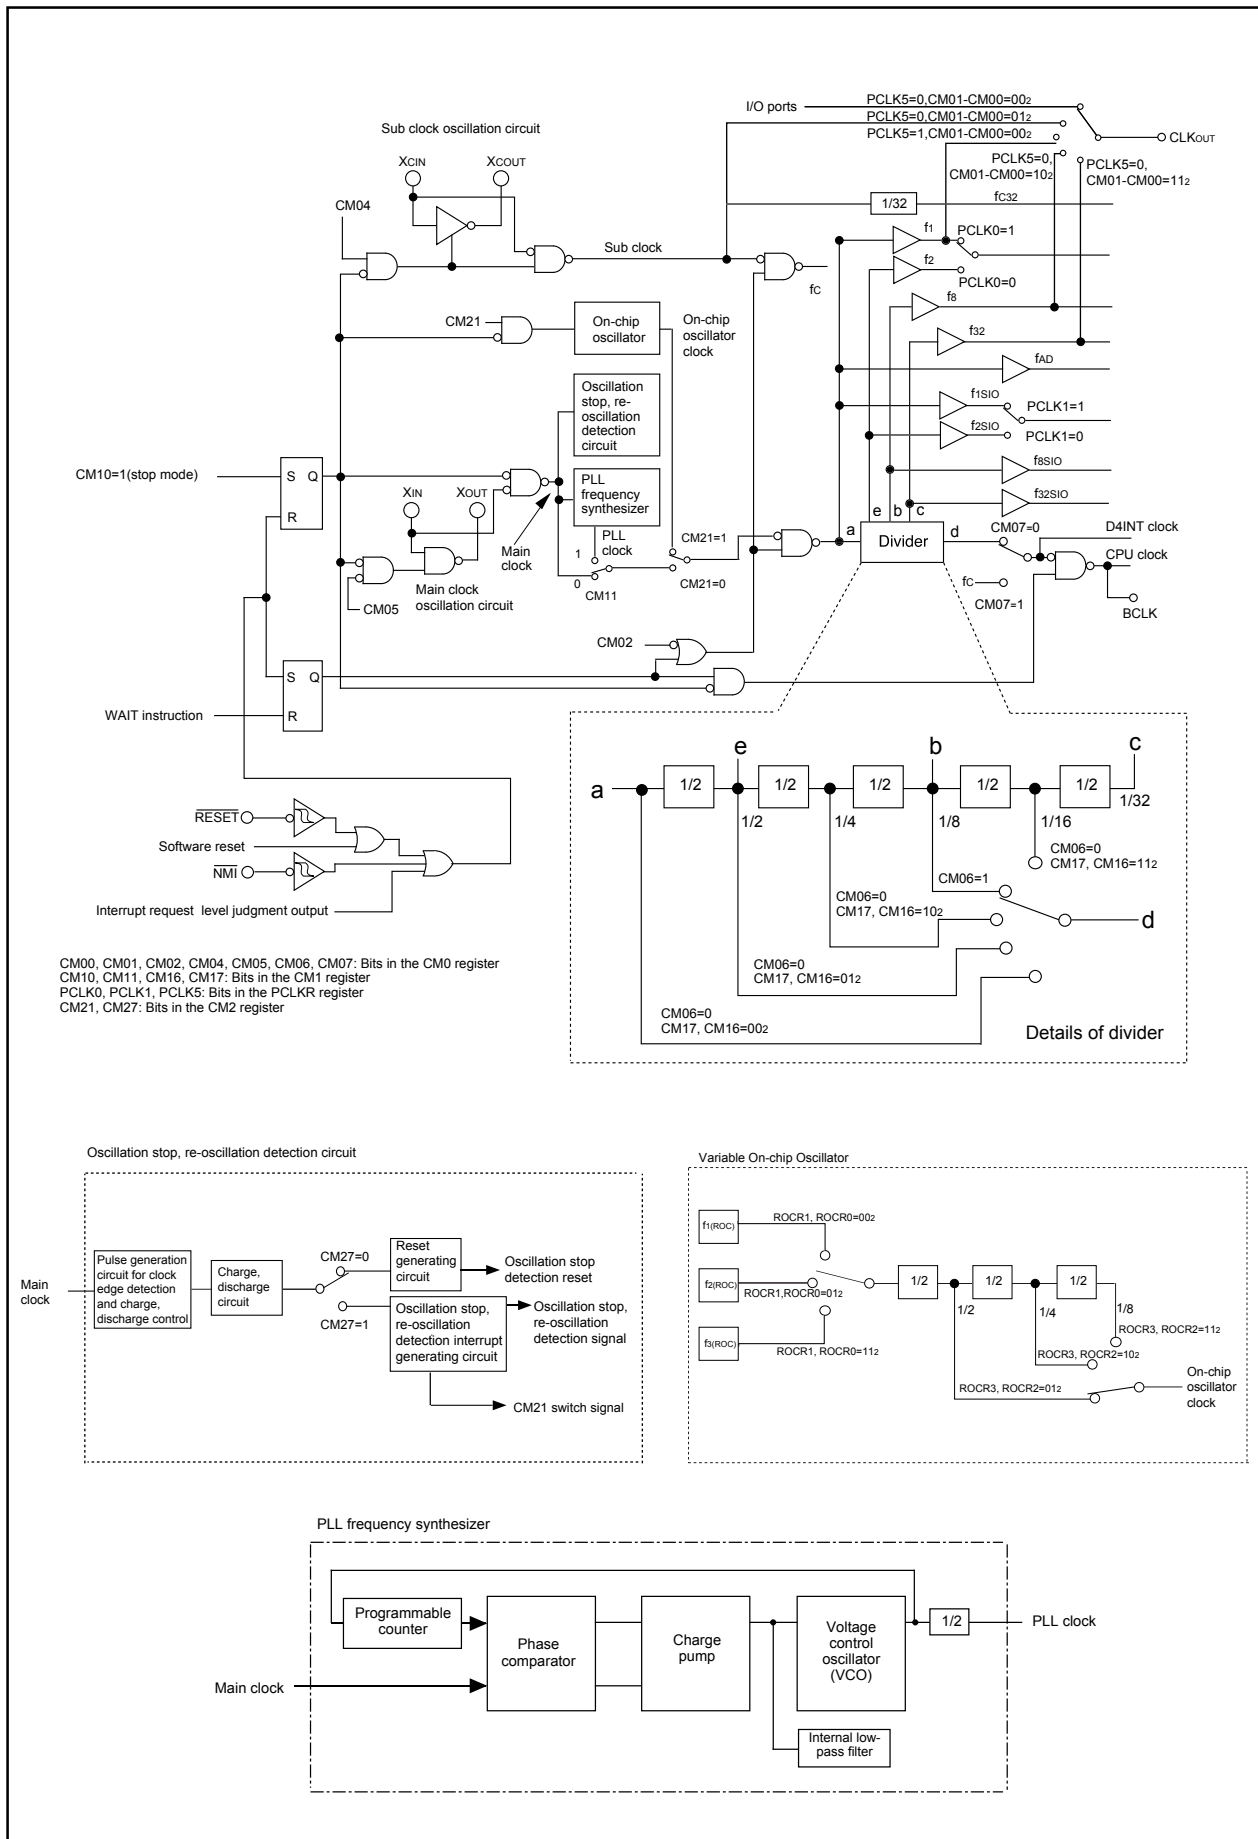 I/O ports
PCLK5=0,CM01-CM00=00₂
PCLK5=0,CM01-CM00=01₂
PCLK5=1,CM01-CM00=00₂
CLKOUT
PCLK5=0,
CM01-CM00=10₂
PCLK5=0,
CM01-CM00=11₂
Sub clock oscillation circuit
XCIN
XCOUT
CM04
1/32
fC32
f1
PCLK0=1
Sub clock
f2
PCLK0=0
fC
f8
CM21
On-chip
oscillator
On-chip
oscillator
clock
f32
fAD
Oscillation
stop, re-
oscillation
detection
circuit
f1SIO
PCLK1=1
f2SIO
PCLK1=0
CM10=1(stop mode)
S Q
R
XIN
XOUT
PLL
frequency
synthesizer
f8SIO
f32SIO
e b c
Main
clock
1
PLL
clock
CM21=1
a
Divider
d
CM07=0
D4INT clock
CPU clock
0
CM11
CM21=0
fC
CM07=1
BCLK
Main clock
oscillation circuit
CM05
CM02
S Q
R
WAIT instruction
RESET
Software reset
NMI
Interrupt request level judgment output
a
1/2
e
1/2
1/2
b
1/2
1/2
c
1/2
1/4
1/8
1/16
1/32
CM06=0
CM17, CM16=11₂
CM06=1
CM06=0
CM17, CM16=10₂
d
CM06=0
CM17, CM16=01₂
CM06=0
CM17, CM16=00₂
Details of divider
CM00, CM01, CM02, CM04, CM05, CM06, CM07: Bits in the CM0 register
CM10, CM11, CM16, CM17: Bits in the CM1 register
PCLK0, PCLK1, PCLK5: Bits in the PCLKR register
CM21, CM27: Bits in the CM2 register
Oscillation stop, re-oscillation detection circuit
Main
clock
Pulse generation
circuit for clock
edge detection
and charge,
discharge control
Charge,
discharge
circuit
CM27=0
CM27=1
Reset
generating
circuit
Oscillation stop
detection reset
Oscillation stop,
re-oscillation
detection interrupt
generating circuit
Oscillation stop,
re-oscillation
detection signal
CM21 switch signal
Variable On-chip Oscillator
f1(ROC)
ROCR1, ROCR0=00₂
f2(ROC)
ROCR1,ROCR0=01₂
f3(ROC)
ROCR1, ROCR0=11₂
1/2
1/2
1/2
1/2
1/4
1/8
ROCR3, ROCR2=11₂
ROCR3, ROCR2=10₂
ROCR3, ROCR2=01₂
On-chip
oscillator
clock
PLL frequency synthesizer
Programmable
counter
Main clock
Phase
comparator
Charge
pump
Voltage
control
oscillator
(VCO)
1/2
PLL clock
Internal low-
pass filter